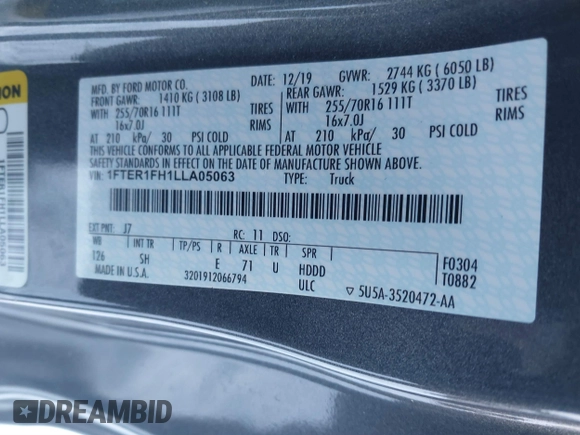 MFD. BY FORD MOTOR CO.
DATE: 12/19 GVWR: 2744 KG ( 6050 LB)
FRONT GAWR: 1410 KG ( 3108 LB)
REAR GAWR: 1529 KG ( 3370 LB)
WITH 255/70R16 111T TIRES
WITH 255/70R16 111T TIRES
16x7.0J RIMS
16x7.0J RIMS
AT 210 kPa/ 30 PSI COLD
AT 210 kPa/ 30 PSI COLD
THIS VEHICLE CONFORMS TO ALL APPLICABLE FEDERAL MOTOR VEHICLE
SAFETY STANDARDS IN EFFECT ON THE DATE OF MANUFACTURE SHOWN ABOVE.
VIN: 1FTER1FH1LLA05063 TYPE: Truck
EXT PNT: J7 RC: 11 DSO:
WB INT TR TP/PS R AXLE TR SPR
126 SH E 71 U HDDD F0304
ULC T0882
MADE IN U.S.A. 3201912066794
▽ 5U5A-3520472-AA
DREAMBID